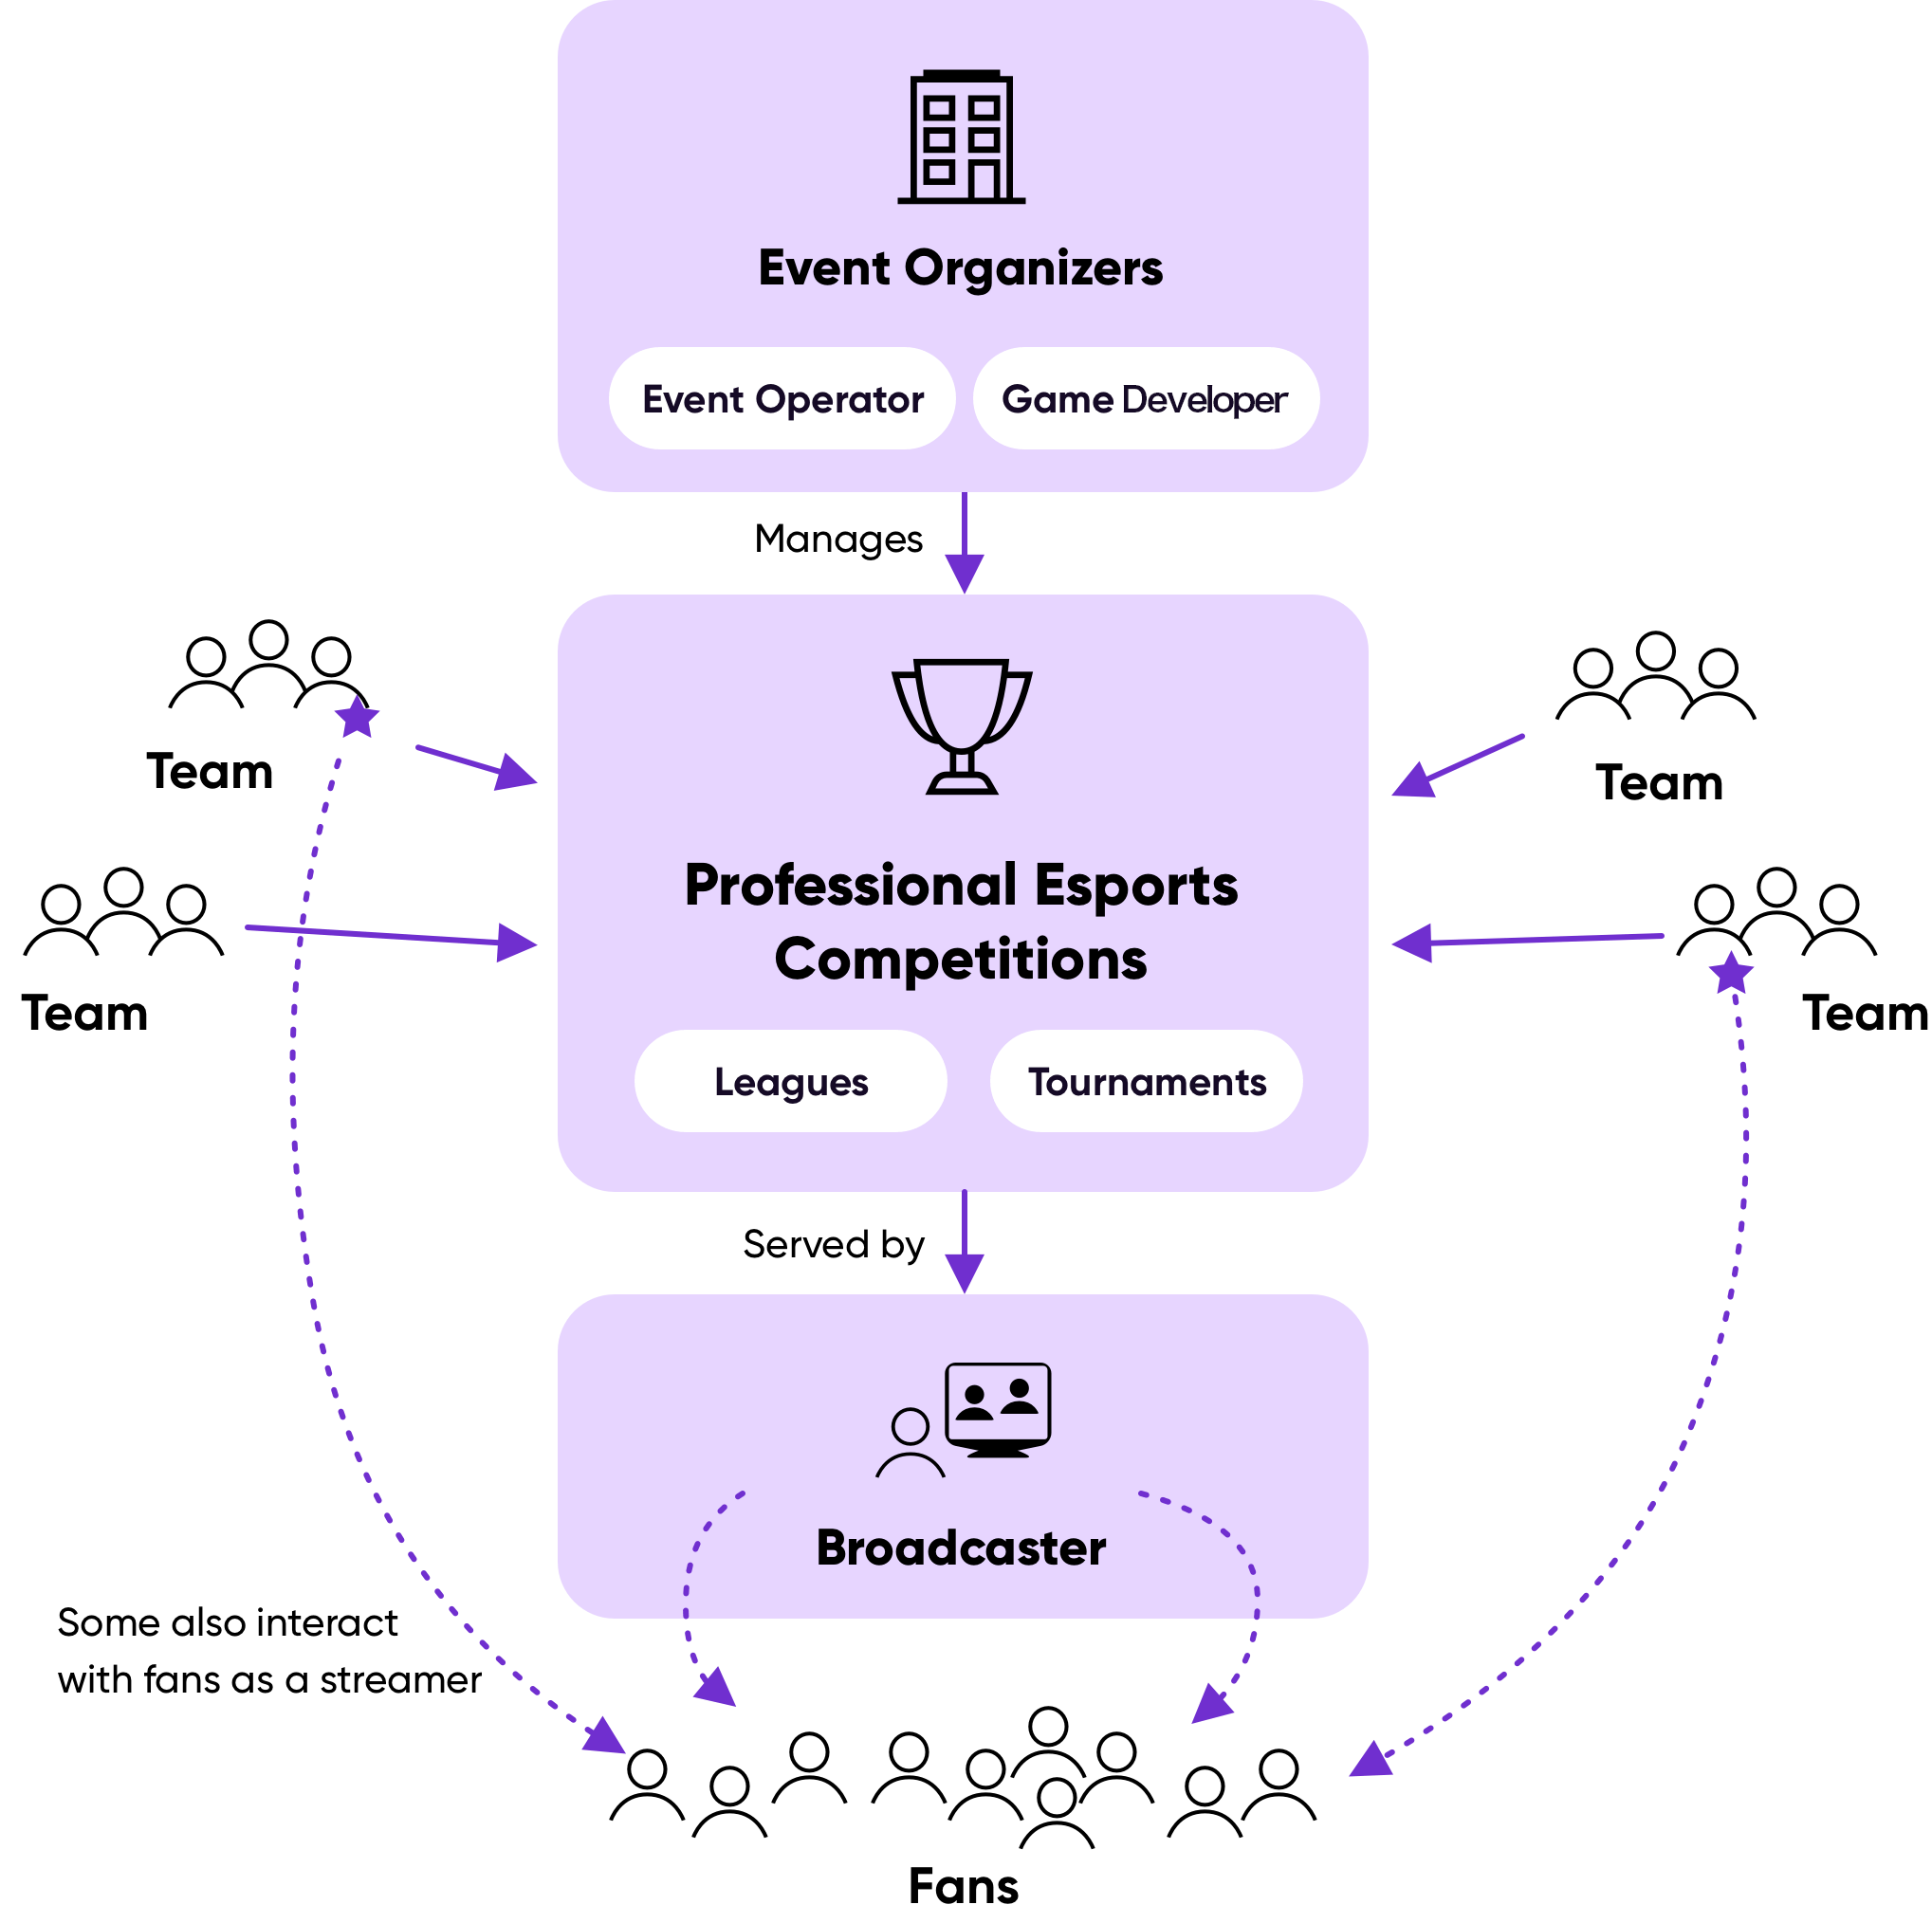 Event Organizers
Event Operator
Game Developer
Manages
Team
Team
Team
Team
Professional Esports
Competitions
Leagues
Tournaments
Served by
Broadcaster
Some also interact
with fans as a streamer
Fans